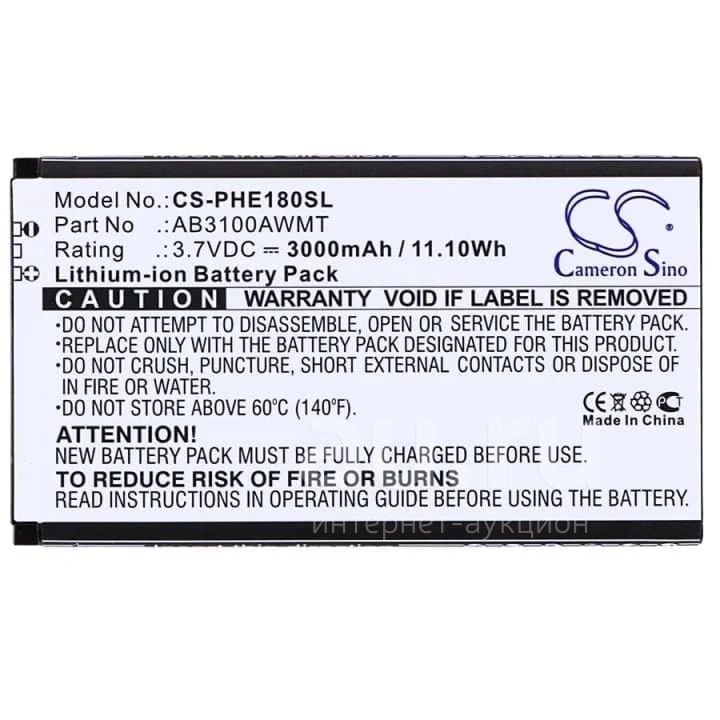 Model No.: CS-PHE180SL
Part No. .: AB3100AWMT
Rating .: 3.7VDC ⎓ 3000mAh / 11.10Wh
Lithium-ion Battery Pack
CS
Cameron Sino
CAUTION WARRANTY VOID IF LABEL IS REMOVED
•DO NOT ATTEMPT TO DISASSEMBLE, OPEN OR SERVICE THE BATTERY PACK.
•REPLACE ONLY WITH THE BATTERY PACK DESIGNATED FOR THIS PRODUCT.
•DO NOT CRUSH, PUNCTURE, SHORT EXTERNAL CONTACTS OR DISPOSE OF
IN FIRE OR WATER.
•DO NOT STORE ABOVE 60°C (140°F).
CE
Made In China
ATTENTION:
NEW BATTERY PACK MUST BE FULLY CHARGED BEFORE USE
TO REDUCE RISK OF FIRE OR BURNS
READ INSTRUCTIONS IN OPERATING GUIDE BEFORE USING THE BATTERY.
au.ru
интернет-аукцион